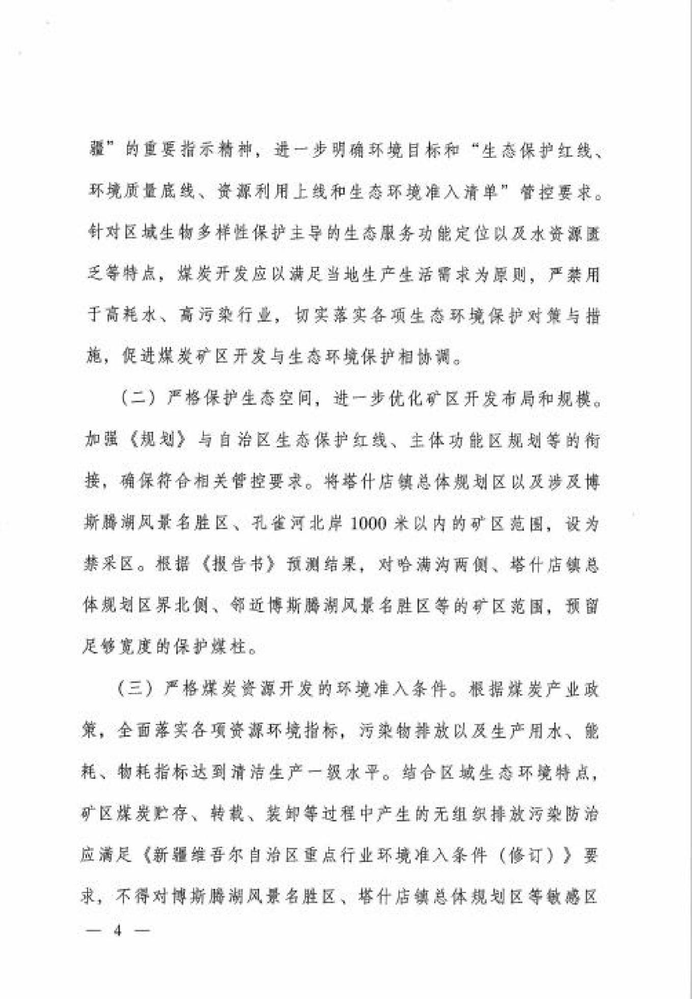 疆”的重要指示精神，进一步明确环境目标和“生态保护红线、
环境质量底线、资源利用上线和生态环境准入清单”管控要求。
针对区域生物多样性保护主导的生态服务功能定位以及水资源匮
乏等特点，煤炭开发应以满足当地生产生活需求为原则，严禁用
于高耗水、高污染行业，切实落实各项生态环境保护对策与措
施，促进煤炭矿区开发与生态环境保护相协调。
（二）严格保护生态空间，进一步优化矿区开发布局和规模。
加强《规划》与自治区生态保护红线、主体功能区规划等的衔
接，确保符合相关管控要求。将塔什店镇总体规划区以及涉及博
斯腾湖风景名胜区、孔雀河北岸1000米以内的矿区范围，设为
禁采区。根据《报告书》预测结果，对哈满沟两侧、塔什店镇总
体规划区界北侧、邻近博斯腾湖风景名胜区等的矿区范围，预留
足够宽度的保护煤柱。
（三）严格煤炭资源开发的环境准入条件。根据煤炭产业政
策，全面落实各项资源环境指标，污染物排放以及生产用水、能
耗、物耗指标达到清洁生产一级水平。结合区域生态环境特点，
矿区煤炭贮存、转载、装卸等过程中产生的无组织排放污染防治
应满足《新疆维吾尔自治区重点行业环境准入条件（修订）》要
求，不得对博斯腾湖风景名胜区、塔什店镇总体规划区等敏感区
— 4 —